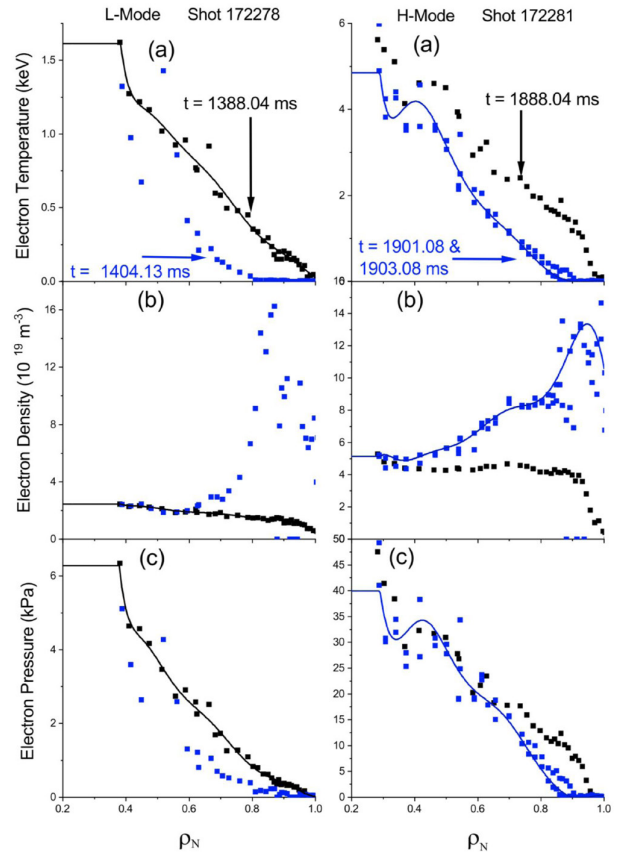 L-Mode Shot 172278
H-Mode Shot 172281
(a)
1.5
1.0
0.5
0.0
Electron Temperature (keV)
t = 1388.04 ms
t = 1404.13 ms
(a)
6
4
2
t = 1888.04 ms
t = 1901.08 &
1903.08 ms
(b)
16
12
8
4
0
Electron Density (10 19 m-3)
(b)
14
12
10
8
6
4
2
50
(c)
6
4
2
0
Electron Pressure (kPa)
(c)
45
40
35
30
25
20
15
10
5
0
0.2 0.4 0.6 0.8 1.0
0.2 0.4 0.6 0.8 1.0
ρN
ρN